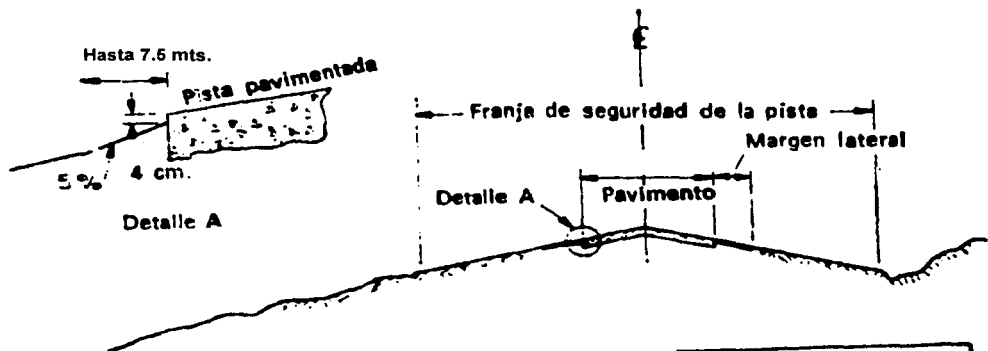 Hasta 7.5 mts.
Pista pavimentada
5 %
4 cm.
Detalle A
℄
Franja de seguridad de la pista
Margen lateral
Detalle A
Pavimento